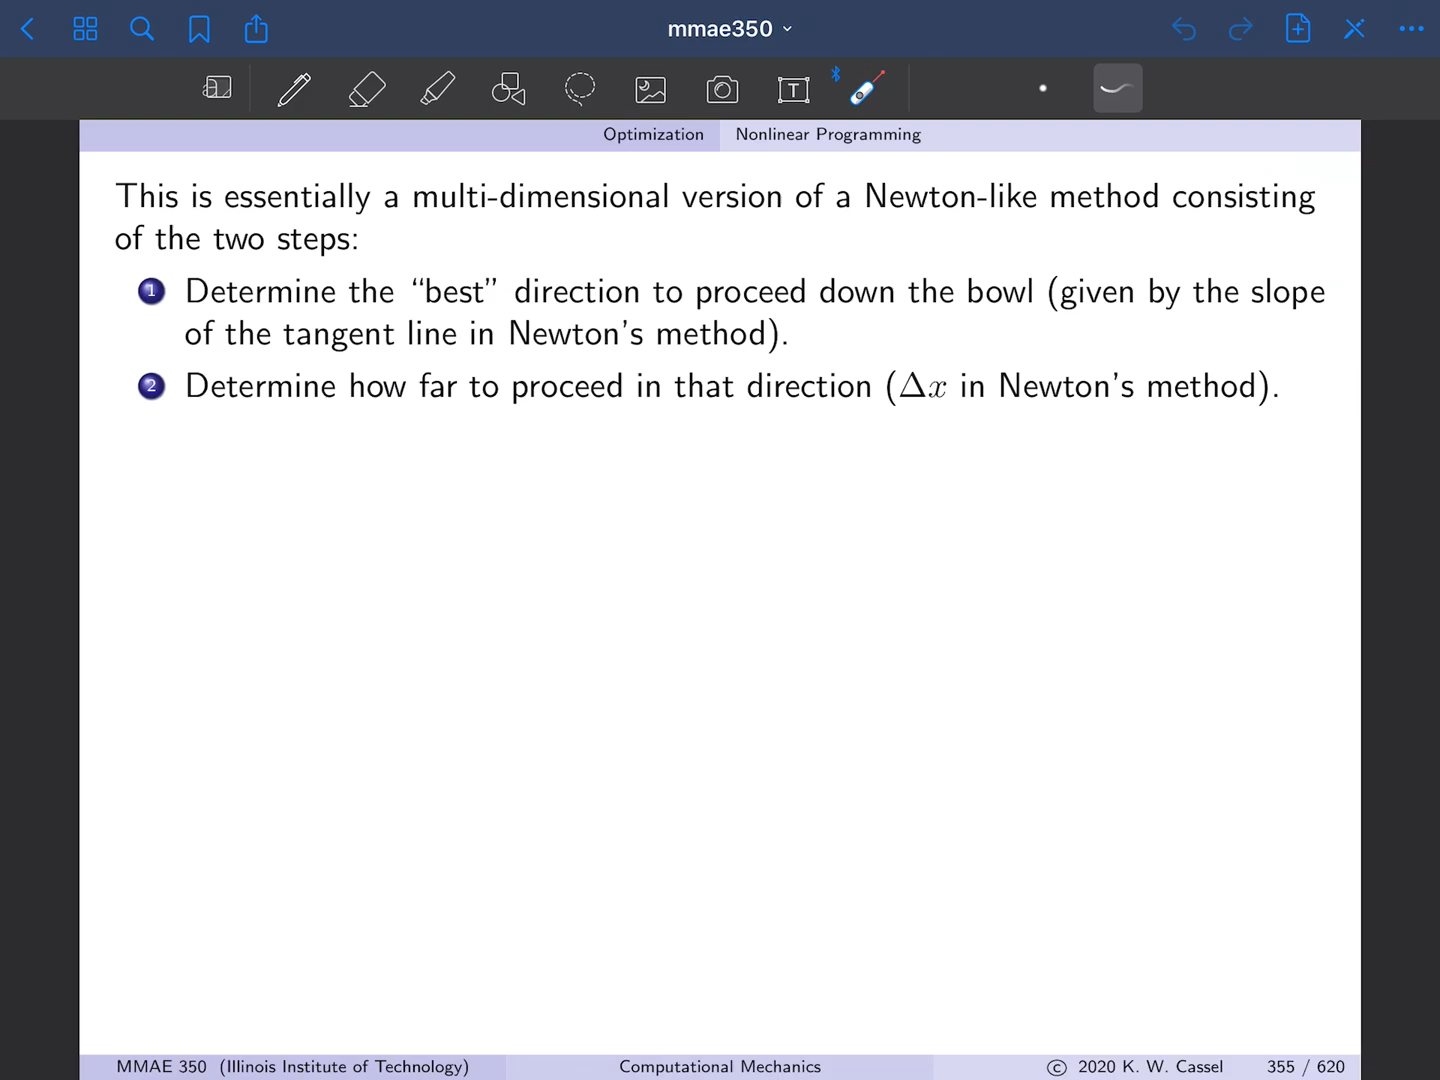 mmae350
T
Optimization Nonlinear Programming
This is essentially a multi-dimensional version of a Newton-like method consisting
of the two steps:
1 Determine the “best” direction to proceed down the bowl (given by the slope
of the tangent line in Newton’s method).
2 Determine how far to proceed in that direction (Δx in Newton’s method).
MMAE 350 (Illinois Institute of Technology) Computational Mechanics © 2020 K. W. Cassel 355 / 620